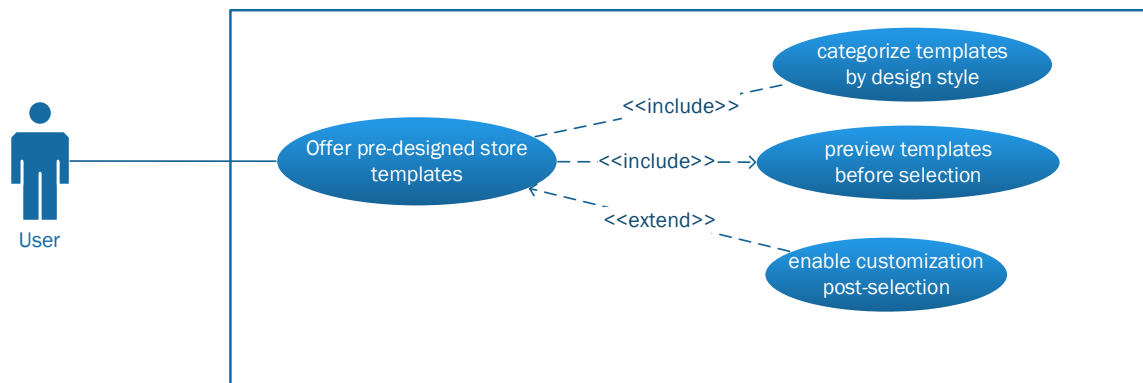 categorize templates
by design style
<<include>>
Offer pre-designed store
templates
<<include>>
preview templates
before selection
<<extend>>
User
enable customization
post-selection